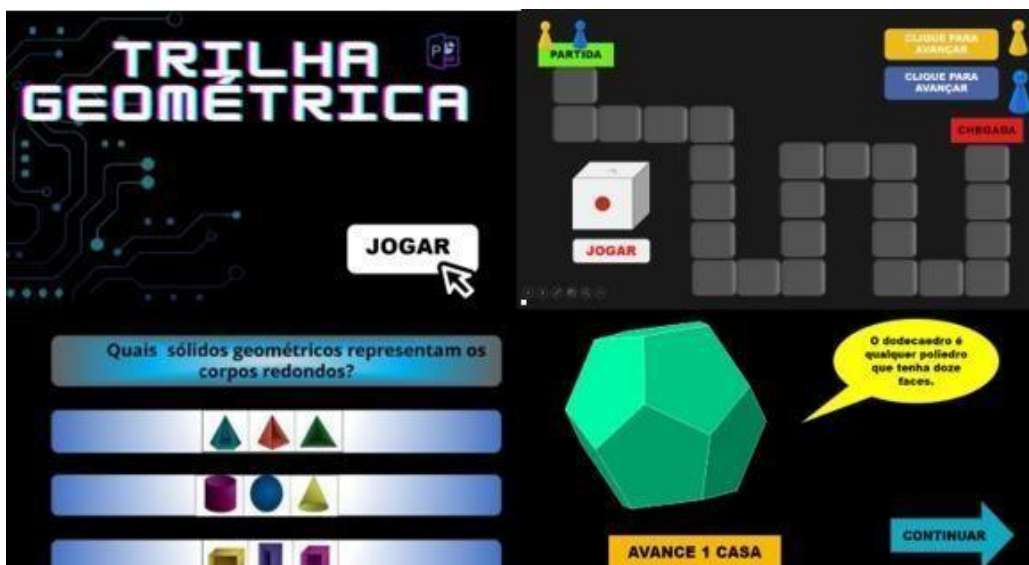 TRILHA
GEOMÉTRICA
JOGAR
PARTIDA
CLIQUE PARA
AVANÇAR
CLIQUE PARA
AVANÇAR
CHEGADA
JOGAR
Quais sólidos geométricos representam os
corpos redondos?
O dodecaedro é
qualquer poliedro
que tenha doze
faces.
AVANCE 1 CASA
CONTINUAR